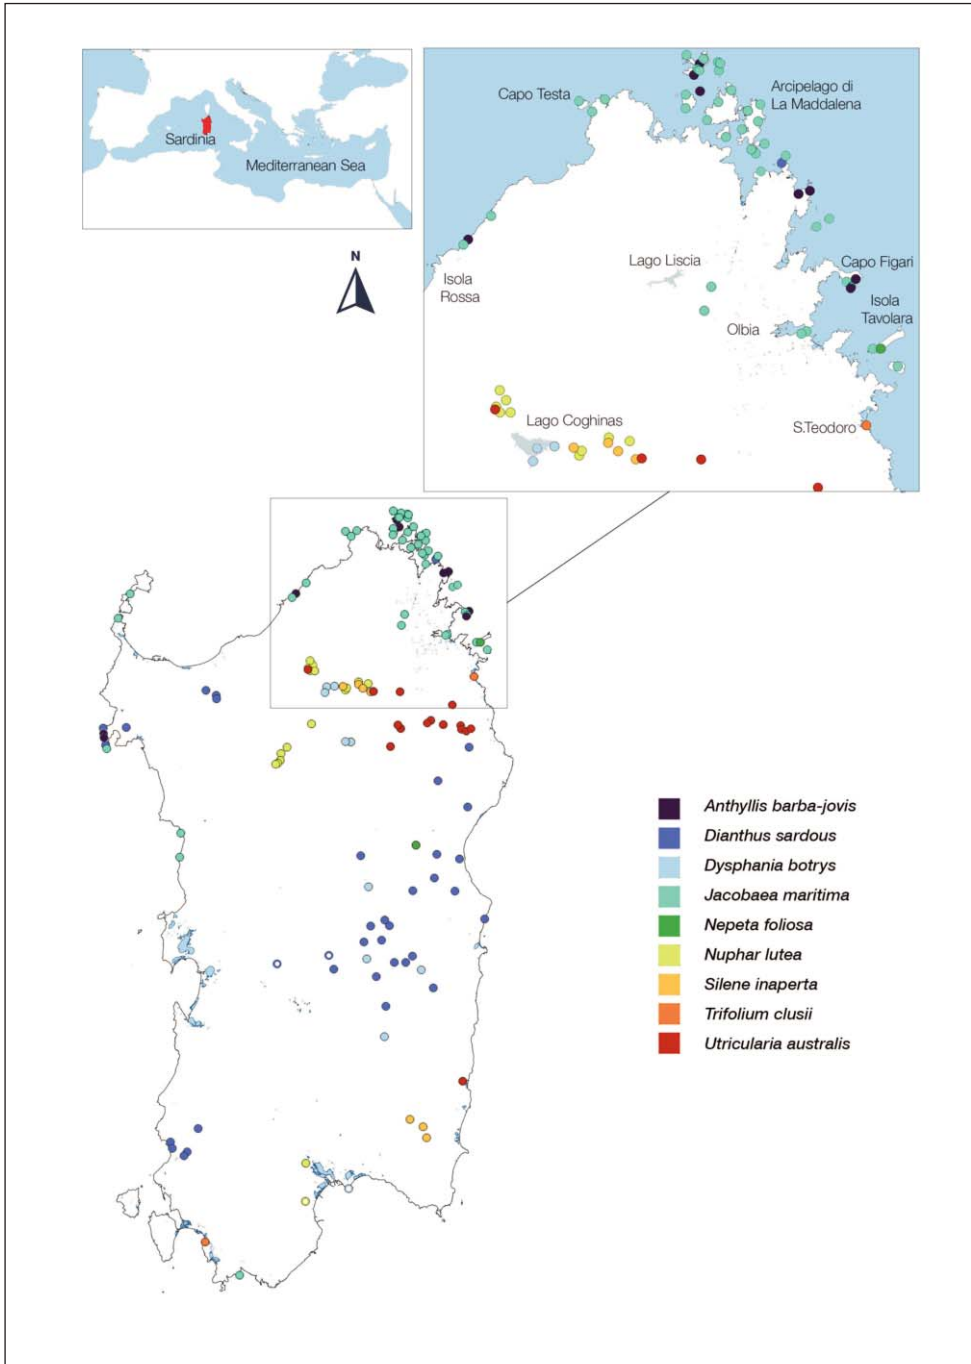 Sardinia
Mediterranean Sea
N
Capo Testa
Arcipelago di
La Maddalena
Isola
Rossa
Lago Liscia
Capo Figari
Isola
Tavolara
Olbia
Lago Coghinas
S.Teodoro
Anthyllis barba-jovis
Dianthus sardous
Dysphania botrys
Jacobaea maritima
Nepeta foliosa
Nuphar lutea
Silene inaperta
Trifolium clusii
Utricularia australis